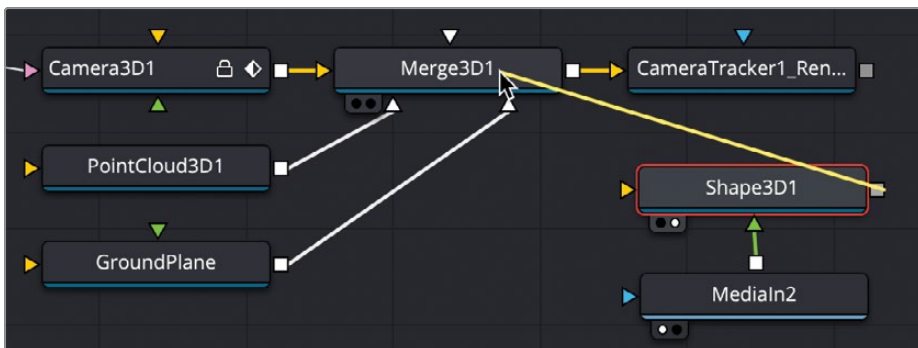 Camera3D1
Merge3D1
CameraTracker1_Ren...
PointCloud3D1
Shape3D1
GroundPlane
MediaIn2